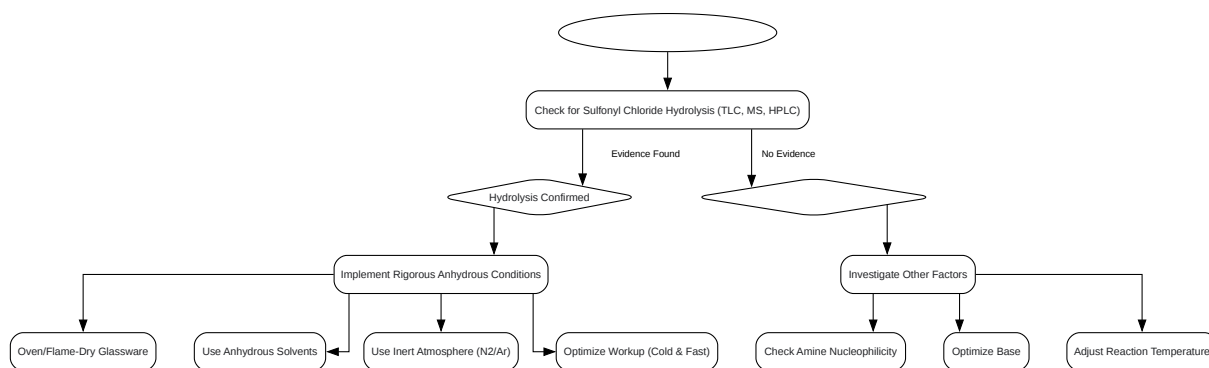 Check for Sulfonyl Chloride Hydrolysis (TLC, MS, HPLC)
Evidence Found
No Evidence
Hydrolysis Confirmed
Implement Rigorous Anhydrous Conditions
Investigate Other Factors
Oven/Flame-Dry Glassware
Use Anhydrous Solvents
Use Inert Atmosphere (N2/Ar)
Optimize Workup (Cold & Fast)
Check Amine Nucleophilicity
Optimize Base
Adjust Reaction Temperature